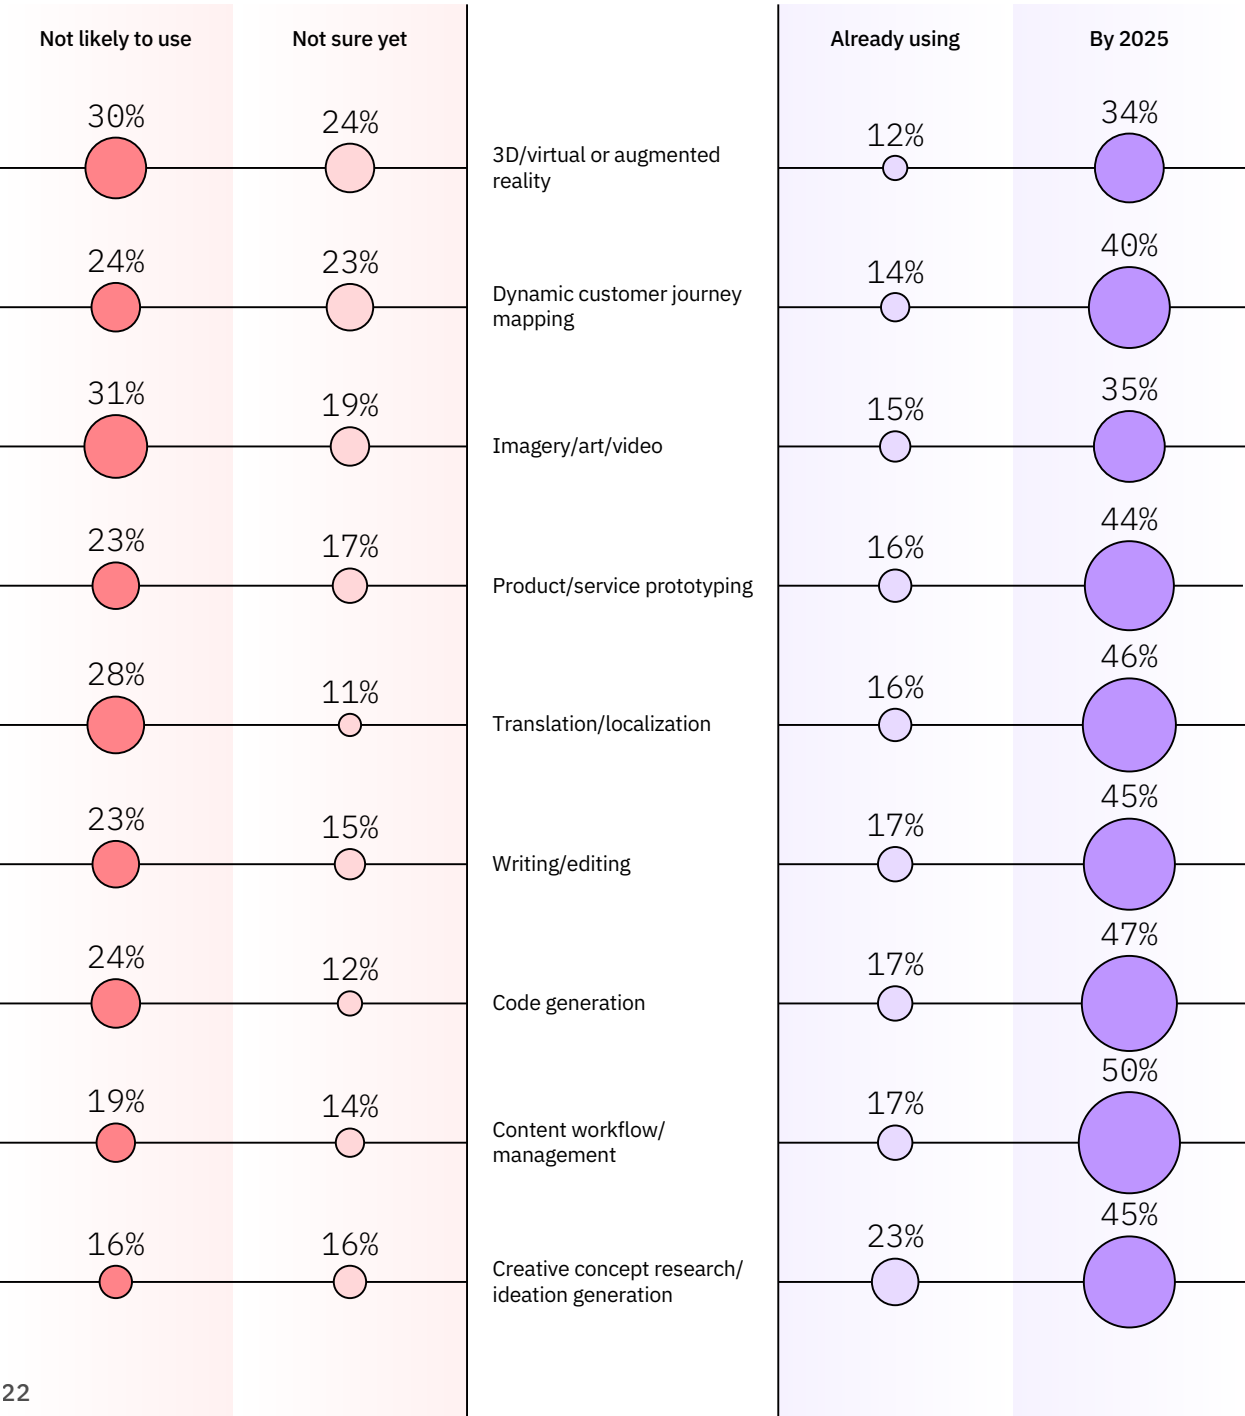 Not likely to use
Not sure yet
Already using
By 2025
30%
24%
3D/virtual or augmented
reality
12%
34%
24%
23%
Dynamic customer journey
mapping
14%
40%
31%
19%
Imagery/art/video
15%
35%
23%
17%
Product/service prototyping
16%
44%
28%
11%
Translation/localization
16%
46%
23%
15%
Writing/editing
17%
45%
24%
12%
Code generation
17%
47%
19%
14%
Content workflow/
management
17%
50%
16%
16%
Creative concept research/
ideation generation
23%
45%
22